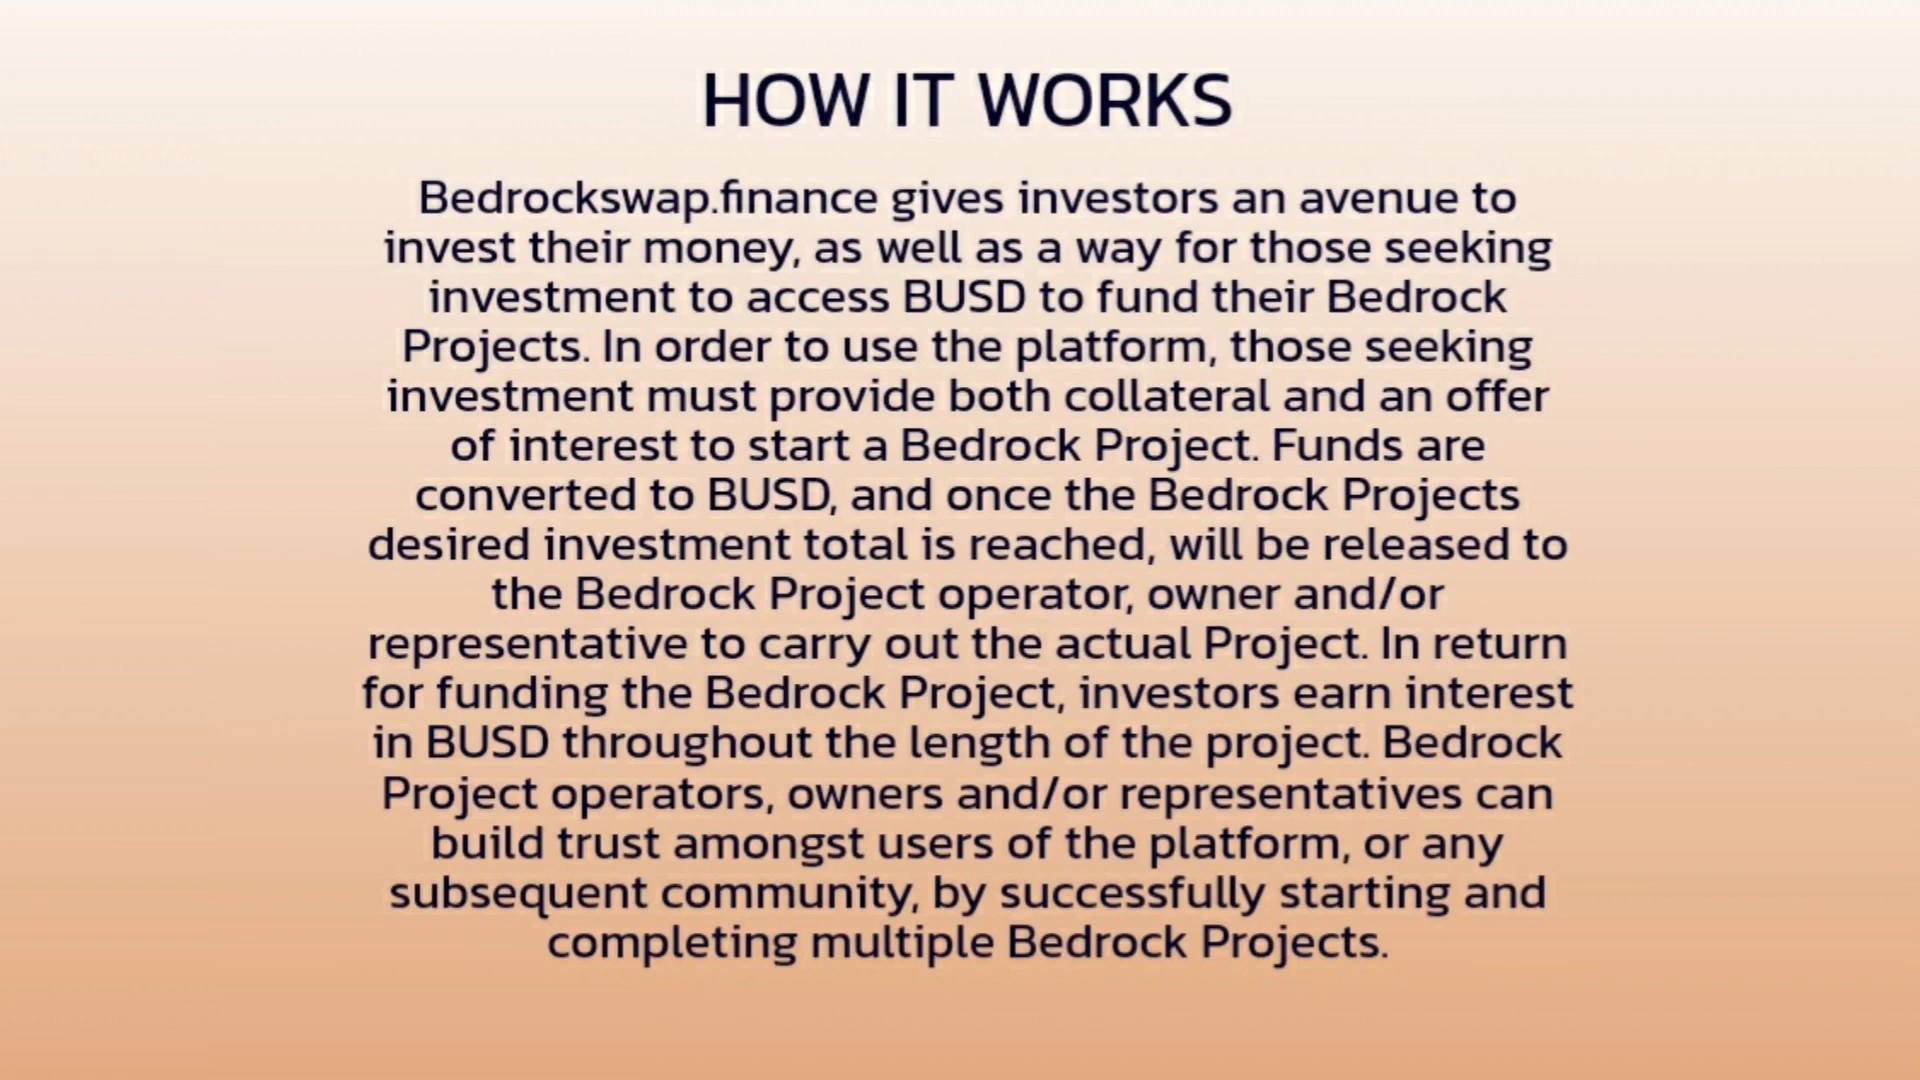 HOW IT WORKS
Bedrockswap.finance gives investors an avenue to
invest their money, as well as a way for those seeking
investment to access BUSD to fund their Bedrock
Projects. In order to use the platform, those seeking
investment must provide both collateral and an offer
of interest to start a Bedrock Project. Funds are
converted to BUSD, and once the Bedrock Projects
desired investment total is reached, will be released to
the Bedrock Project operator, owner and/or
representative to carry out the actual Project. In return
for funding the Bedrock Project, investors earn interest
in BUSD throughout the length of the project. Bedrock
Project operators, owners and/or representatives can
build trust amongst users of the platform, or any
subsequent community, by successfully starting and
completing multiple Bedrock Projects.